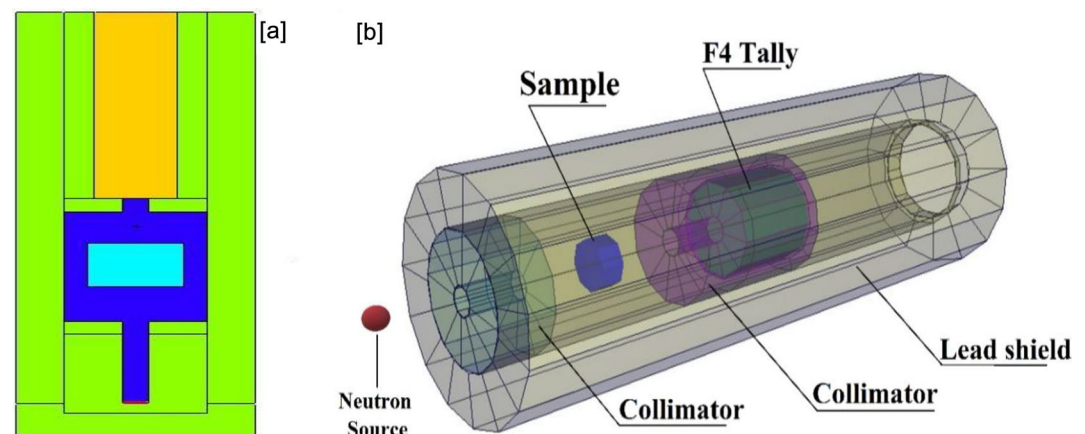 [a]
[b]
F4 Tally
Sample
Lead shield
Collimator
Neutron
Source
Collimator